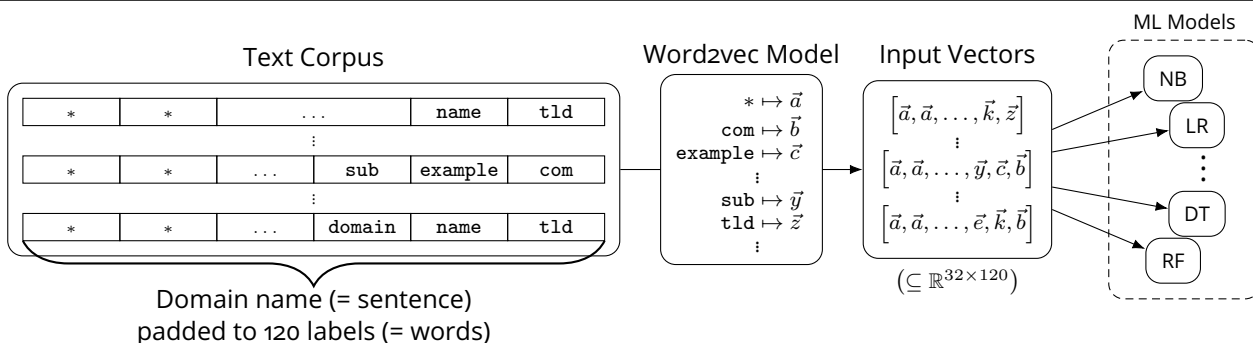 Text Corpus
* * ... name tld
⋮
* * ... sub example com
⋮
* * ... domain name tld
Domain name (= sentence)
padded to 120 labels (= words)
Word2vec Model
* ↦ a⃗
com ↦ b⃗
example ↦ c⃗
⋮
sub ↦ y⃗
tld ↦ z⃗
⋮
Input Vectors
[a⃗, a⃗, ..., k⃗, z⃗]
⋮
[a⃗, a⃗, ..., y⃗, c⃗, b⃗]
⋮
[a⃗, a⃗, ..., e⃗, k⃗, b⃗]
(⊆ ℝ^{32×120})
ML Models
NB
LR
⋮
DT
RF